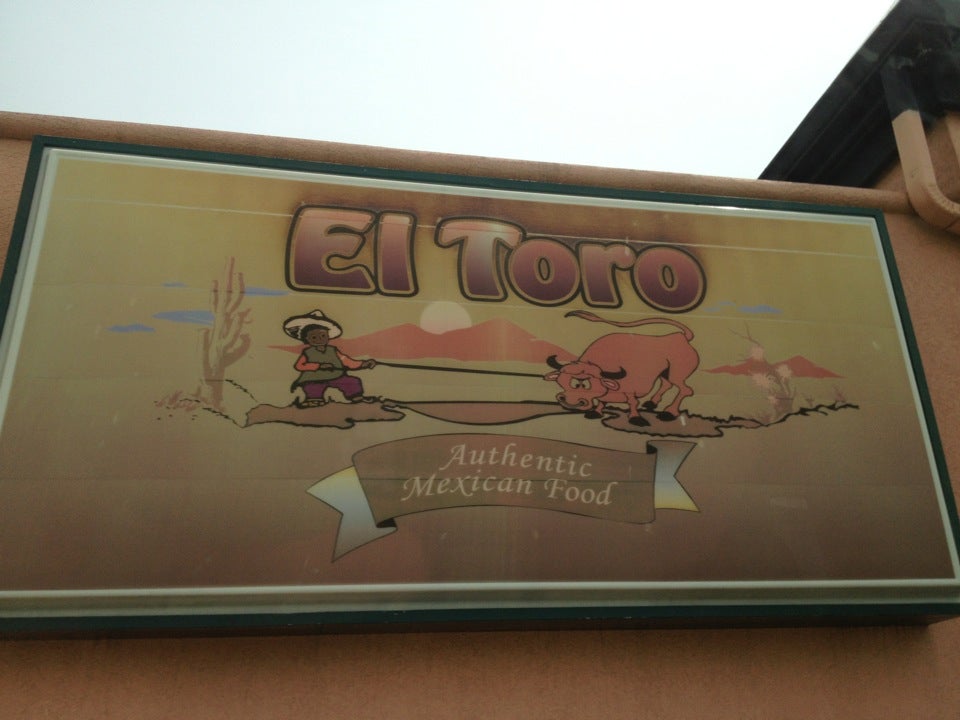 El Toro
Authentic
Mexican Food